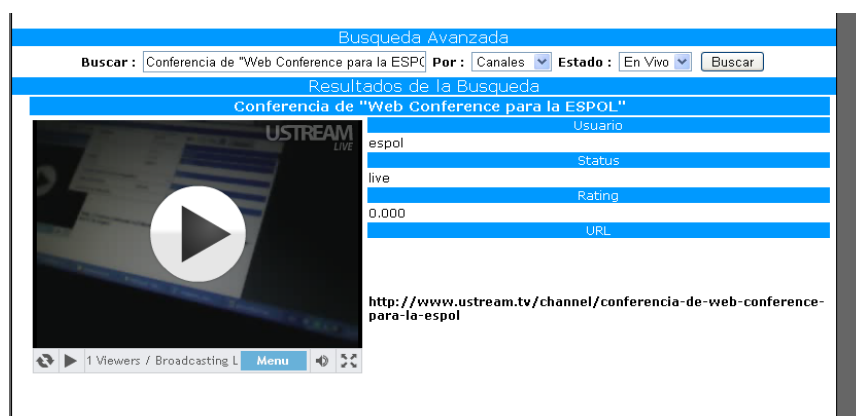 Busqueda Avanzada
Buscar : Conferencia de "Web Conference para la ESPO Por : Canales Estado : En Vivo Buscar
Resultados de la Busqueda
Conferencia de "Web Conference para la ESPOL"
USTREAM
LIVE
Usuario
espol
Status
live
Rating
0.000
URL
http://www.ustream.tv/channel/conferencia-de-web-conference-
para-la-espol
1 Viewers / Broadcasting L Menu